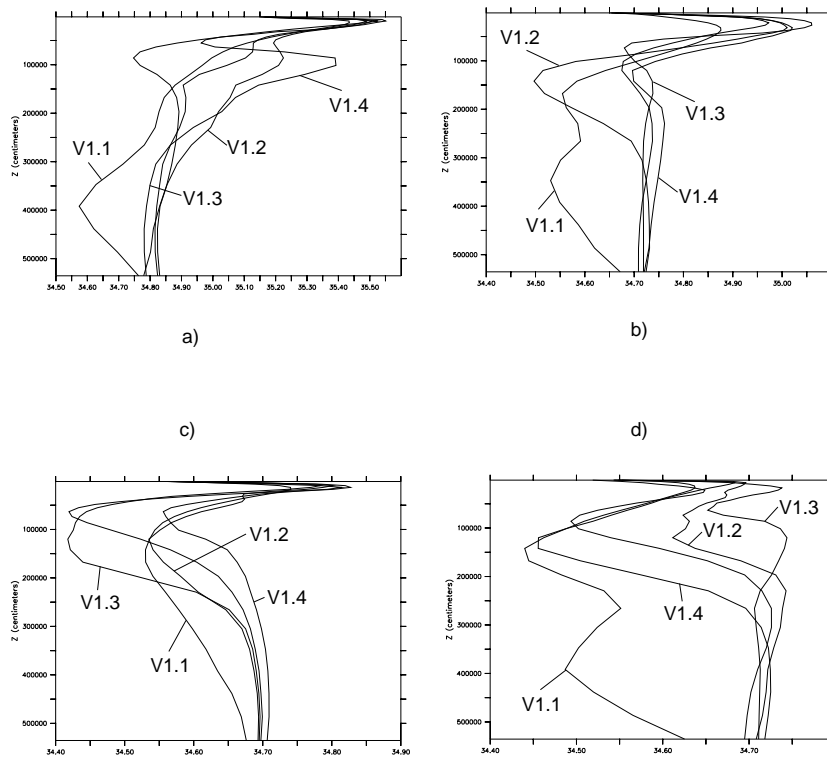 100000
200000
300000
400000
500000
Z (centimeters)
V1.1
V1.2
V1.3
V1.4
34.50 34.60 34.70 34.80 34.90 35.00 35.10 35.20 35.30 35.40 35.50
a)
100000
200000
300000
400000
500000
Z (centimeters)
V1.2
V1.3
V1.4
V1.1
34.40 34.50 34.60 34.70 34.80 34.90 35.00
b)
c)
100000
200000
300000
400000
500000
Z (centimeters)
V1.2
V1.3
V1.4
V1.1
34.40 34.50 34.60 34.70 34.80 34.90
d)
100000
200000
300000
400000
500000
Z (centimeters)
V1.3
V1.2
V1.4
V1.1
34.40 34.50 34.60 34.70